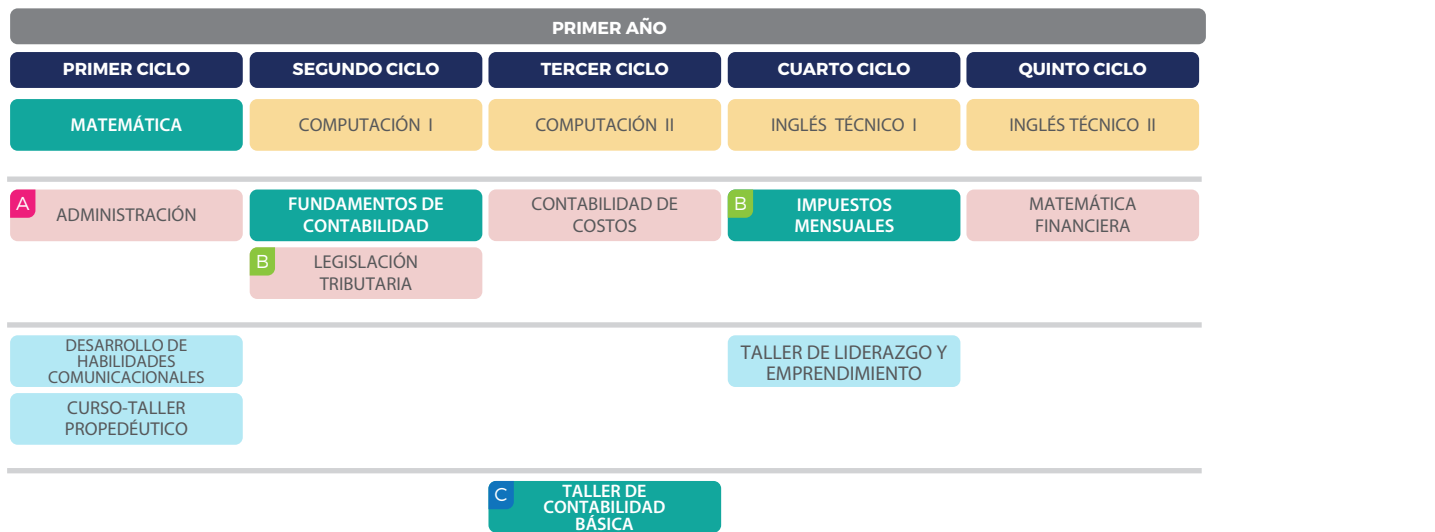 PRIMER AÑO
PRIMER CICLO
SEGUNDO CICLO
TERCER CICLO
CUARTO CICLO
QUINTO CICLO
MATEMÁTICA
COMPUTACIÓN I
COMPUTACIÓN II
INGLÉS TÉCNICO I
INGLÉS TÉCNICO II
A
ADMINISTRACIÓN
FUNDAMENTOS DE
CONTABILIDAD
CONTABILIDAD DE
COSTOS
B
IMPUESTOS
MENSUALES
MATEMÁTICA
FINANCIERA
B
LEGISLACIÓN
TRIBUTARIA
DESARROLLO DE
HABILIDADES
COMUNICACIONALES
TALLER DE LIDERAZGO Y
EMPRENDIMIENTO
CURSO-TALLER
PROPEDÉUTICO
C
TALLER DE
CONTABILIDAD
BÁSICA